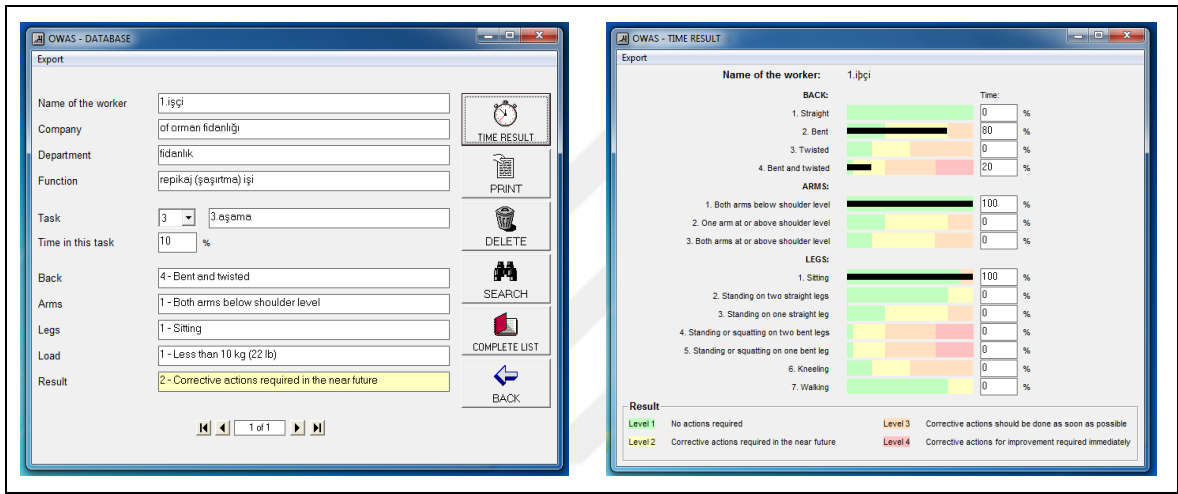 OWAS - DATABASE
Export
Name of the worker 1.işçi
Company of orman fidanlığı
Department fidanlık
Function repikaj (şaşırtma) işi
Task 3 3.aşama
Time in this task 10 %
Back 4 - Bent and twisted
Arms 1 - Both arms below shoulder level
Legs 1 - Sitting
Load 1 - Less than 10 kg (22 lb)
Result 2 - Corrective actions required in the near future
TIME RESULT
PRINT
DELETE
SEARCH
COMPLETE LIST
BACK
1 of 1
OWAS - TIME RESULT
Export
Name of the worker: 1.iþçi
BACK: Time:
1. Straight 0 %
2. Bent 80 %
3. Twisted 0 %
4. Bent and twisted 20 %
ARMS:
1. Both arms below shoulder level 100 %
2. One arm at or above shoulder level 0 %
3. Both arms at or above shoulder level 0 %
LEGS:
1. Sitting 100 %
2. Standing on two straight legs 0 %
3. Standing on one straight leg 0 %
4. Standing or squatting on two bent legs 0 %
5. Standing or squatting on one bent leg 0 %
6. Kneeling 0 %
7. Walking 0 %
Result
Level 1 No actions required Level 3 Corrective actions should be done as soon as possible
Level 2 Corrective actions required in the near future Level 4 Corrective actions for improvement required immediately